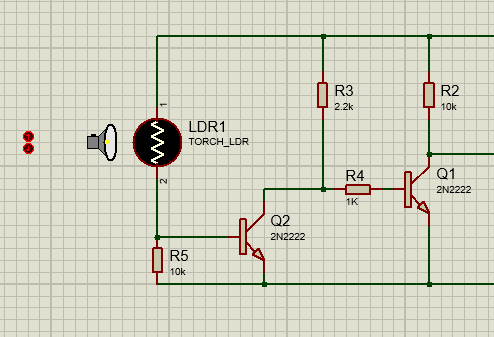 R3
2.2k
R2
10k
1
LDR1
TORCH_LDR
2
R4
1K
Q1
2N2222
Q2
2N2222
R5
10k